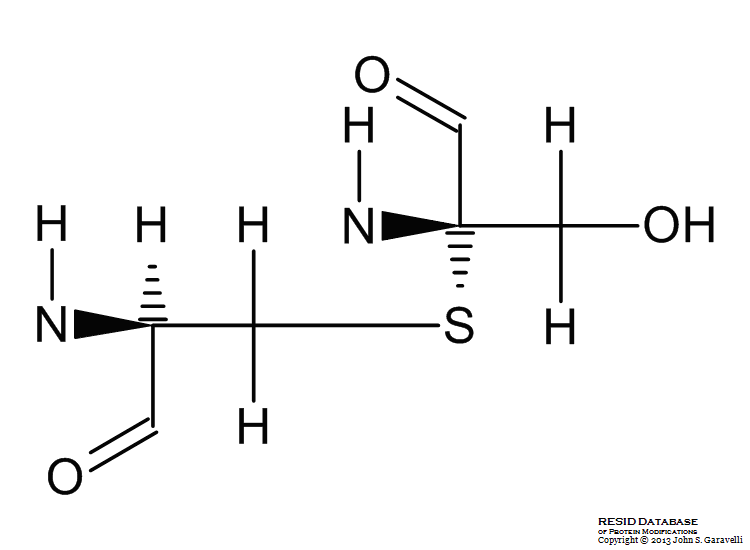 O
H H
H H H N OH
N S H
H
O
RESID DATABASE
OF PROTEIN MODIFICATIONS
Copyright © 2013 John S. Garavelli